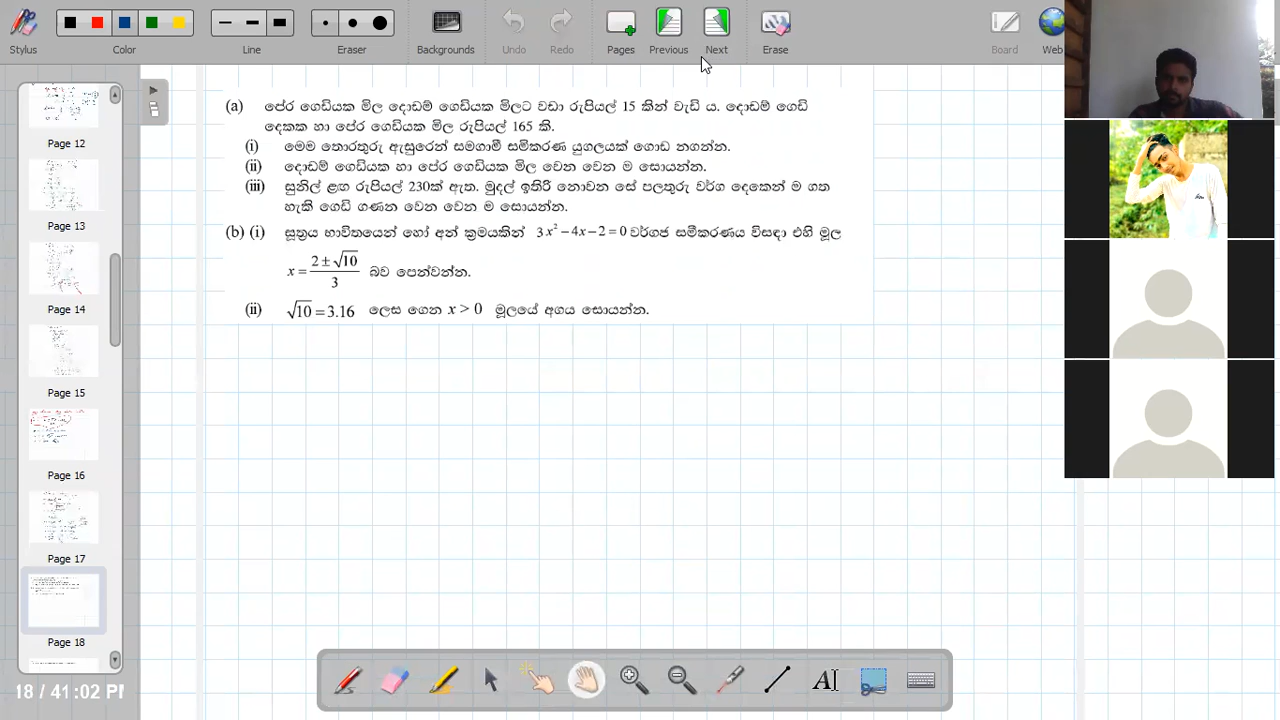 Stylus
Color
Line
Eraser
Backgrounds
Undo
Redo
Pages
Previous
Next
Erase
Board
Web
(a) පේර ගෙඩියක මිල දොඩම් ගෙඩියක මිලට වඩා රුපියල් 15 කින් වැඩි ය. දොඩම් ගෙඩි
දෙකක හා පේර ගෙඩියක මිල රුපියල් 165 කි.
(i) මෙම තොරතුරු ඇසුරෙන් සමගාමී සමීකරණ යුගලයක් ගොඩ නගන්න.
(ii) දොඩම් ගෙඩියක හා පේර ගෙඩියක මිල වෙන වෙන ම සොයන්න.
(iii) සුනිල් ළඟ රුපියල් 230ක් ඇත. මුදල් ඉතිරි නොවන සේ පලතුරු වර්ග දෙකෙන් ම ගත
හැකි ගෙඩි ගණන වෙන වෙන ම සොයන්න.
(b) (i) සූත්‍රය භාවිතයෙන් හෝ අන් ක්‍රමයකින් 3x² − 4x − 2 = 0 වර්ගජ සමීකරණය විසඳා එහි මූල
x = (2 ± √10)/3 බව පෙන්වන්න.
(ii) √10 = 3.16 ලෙස ගෙන x > 0 මූලයේ අගය සොයන්න.
Page 12
Page 13
Page 14
Page 15
Page 16
Page 17
Page 18
18 / 41:02 PM